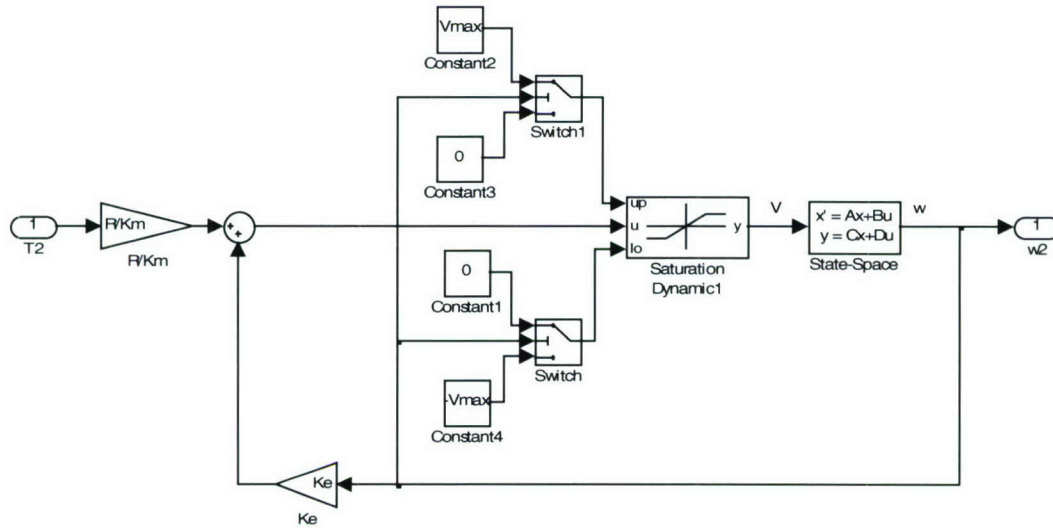 Vmax
Constant2
Switch1
0
Constant3
1
T2
R/Km
R/Km
+
+
up
u
lo
y
Saturation
Dynamic1
V
x' = Ax+Bu
y = Cx+Du
State-Space
w
1
w2
0
Constant1
Switch
-Vmax
Constant4
Ke
Ke